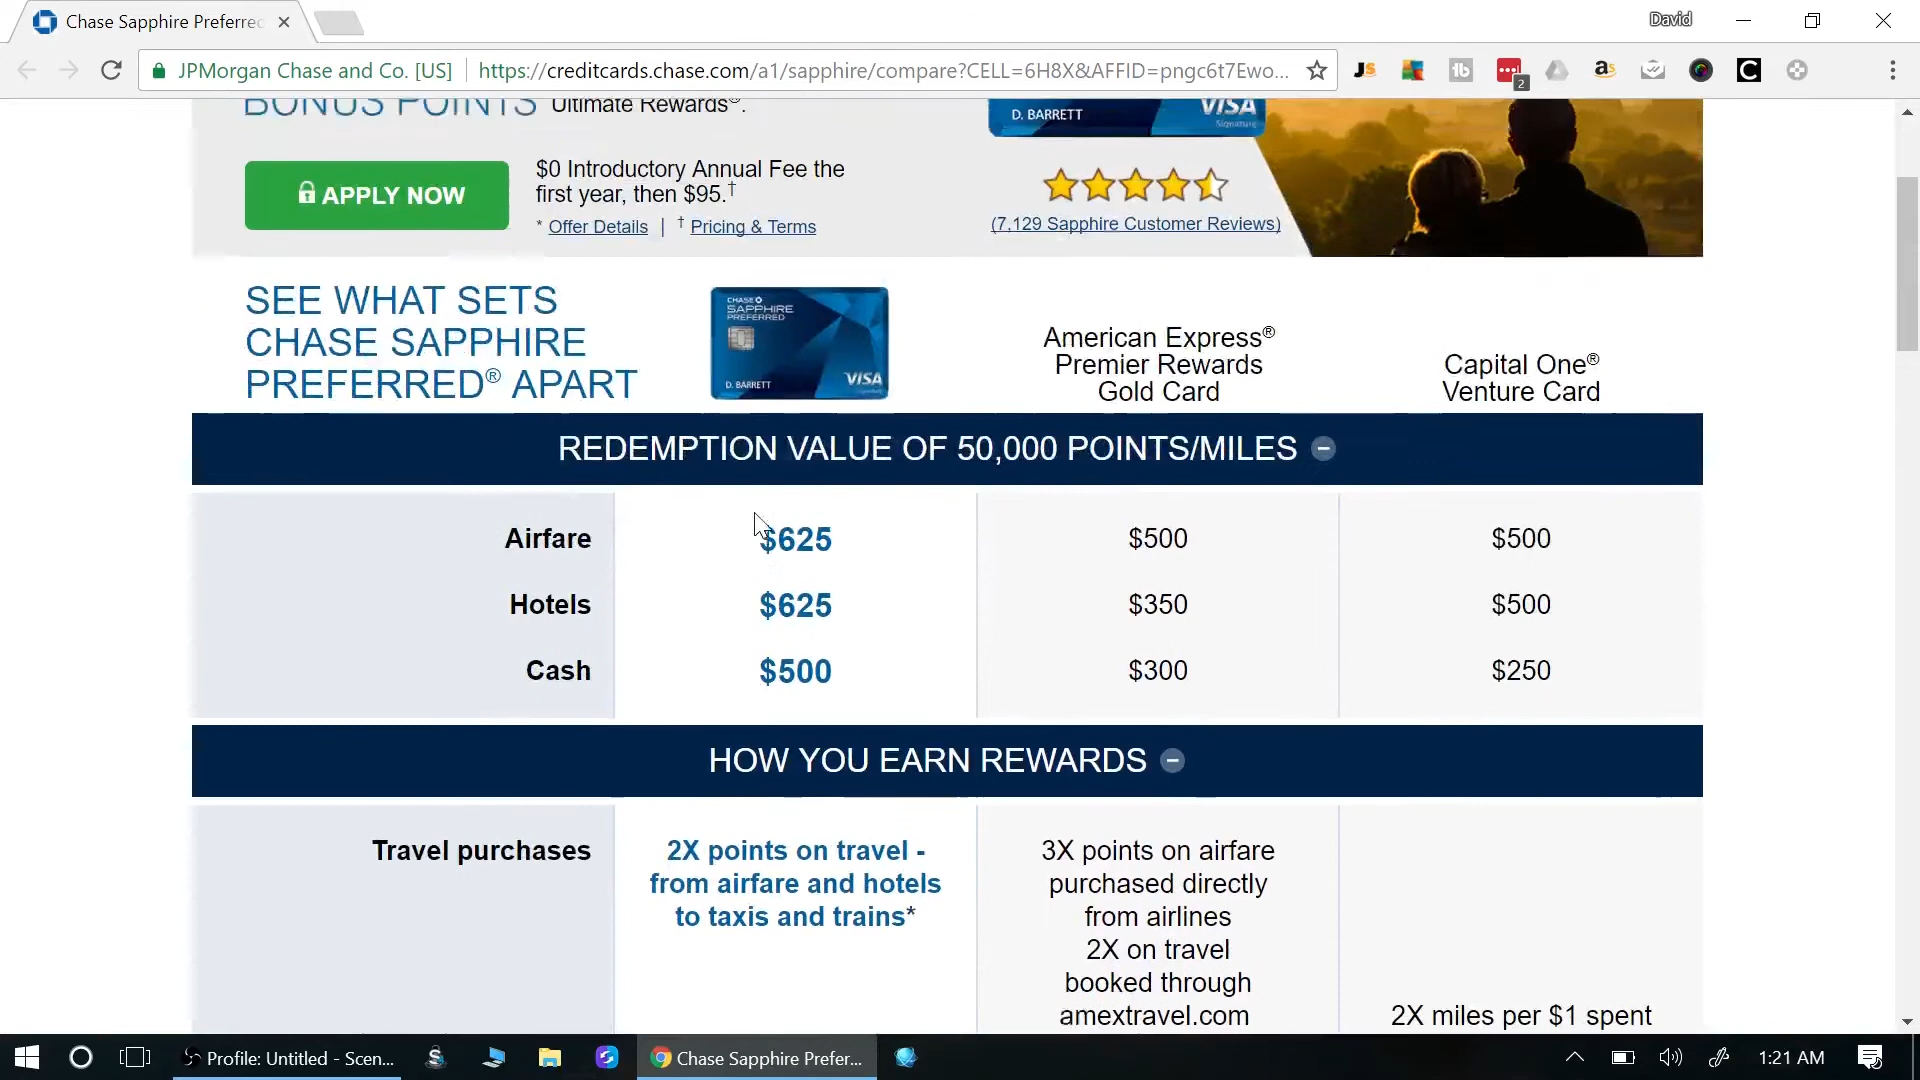 Chase Sapphire Preferred
David
JPMorgan Chase and Co. [US]
https://creditcards.chase.com/a1/sapphire/compare?CELL=6H8X&AFFID=pngc6t7Ewo...
2
BONUS POINTS
Ultimate Rewards®.
D. BARRETT
VISA
Signature
APPLY NOW
$0 Introductory Annual Fee the
first year, then $95.†
* Offer Details | † Pricing & Terms
(7,129 Sapphire Customer Reviews)
SEE WHAT SETS
CHASE SAPPHIRE
PREFERRED® APART
CHASE
SAPPHIRE
PREFERRED
D. BARRETT
VISA
American Express®
Premier Rewards
Gold Card
Capital One®
Venture Card
REDEMPTION VALUE OF 50,000 POINTS/MILES
Airfare $625 $500 $500
Hotels $625 $350 $500
Cash $500 $300 $250
HOW YOU EARN REWARDS
Travel purchases
2X points on travel -
from airfare and hotels
to taxis and trains*
3X points on airfare
purchased directly
from airlines
2X on travel
booked through
amextravel.com
2X miles per $1 spent
Profile: Untitled - Scen...
Chase Sapphire Prefer...
1:21 AM